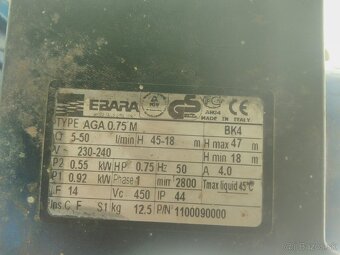 EBARA
GS
MADE IN ITALY
TYPE AGA 0.75 M BK4
Q 5-50 l/min H 45-18 m H max 47 m
V~ 230-240 H min 18 m
P2 0.55 kW HP 0.75 Hz 50 A 4.0
P1 0.92 kW Phase 1 min 2800 Tmax liquid 45°C
µF 14 Vc 450 IP 44
Ins C. F S1 kg 12.5 P/N 1100090000